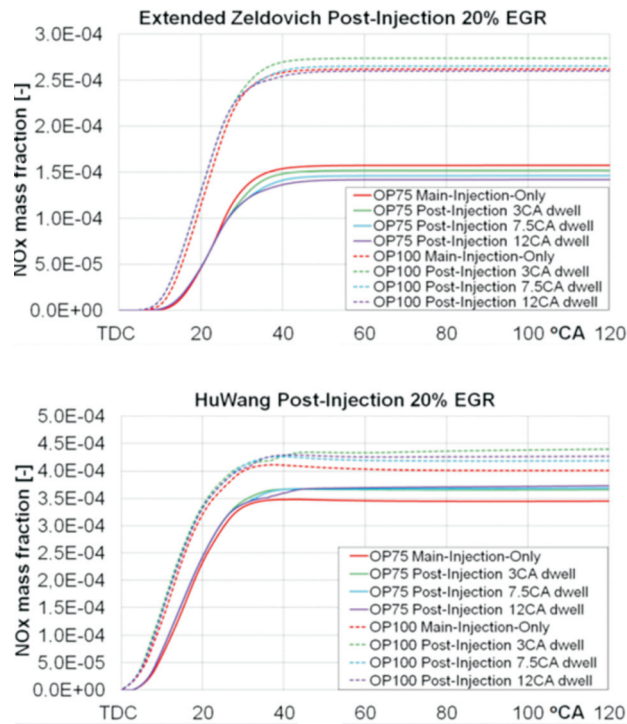 Extended Zeldovich Post-Injection 20% EGR
NOx mass fraction [-]
3.0E-04
2.5E-04
2.0E-04
1.5E-04
1.0E-04
5.0E-05
0.0E+00
OP75 Main-Injection-Only
OP75 Post-Injection 3CA dwell
OP75 Post-Injection 7.5CA dwell
OP75 Post-Injection 12CA dwell
OP100 Main-Injection-Only
OP100 Post-Injection 3CA dwell
OP100 Post-Injection 7.5CA dwell
OP100 Post-Injection 12CA dwell
TDC 20 40 60 80 100 ºCA 120
HuWang Post-Injection 20% EGR
NOx mass fraction [-]
5.0E-04
4.5E-04
4.0E-04
3.5E-04
3.0E-04
2.5E-04
2.0E-04
1.5E-04
1.0E-04
5.0E-05
0.0E+00
OP75 Main-Injection-Only
OP75 Post-Injection 3CA dwell
OP75 Post-Injection 7.5CA dwell
OP75 Post-Injection 12CA dwell
OP100 Main-Injection-Only
OP100 Post-Injection 3CA dwell
OP100 Post-Injection 7.5CA dwell
OP100 Post-Injection 12CA dwell
TDC 20 40 60 80 100 ºCA 120